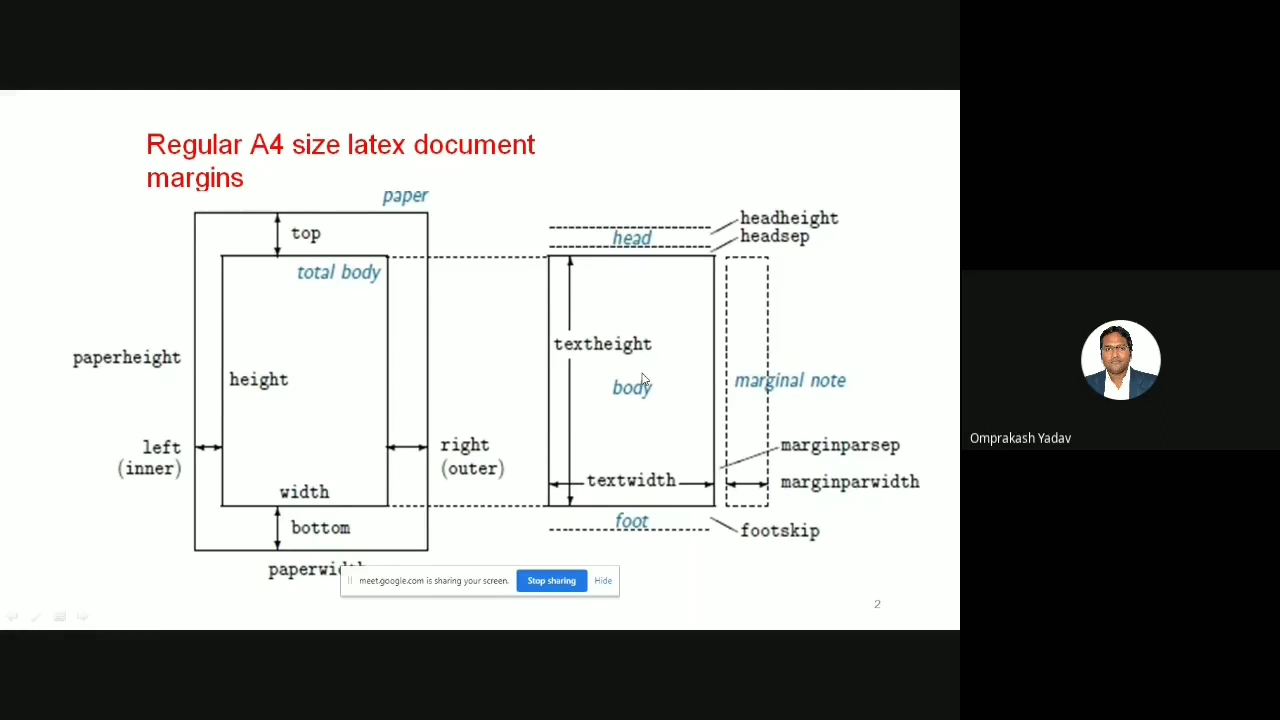 Regular A4 size latex document
margins
paper
top
total body
paperheight
height
left
(inner)
right
(outer)
width
bottom
head
headheight
headsep
textheight
body
marginal note
marginparsep
textwidth
marginparwidth
foot
footskip
meet.google.com is sharing your screen.
Stop sharing
Hide
2
Omprakash Yadav